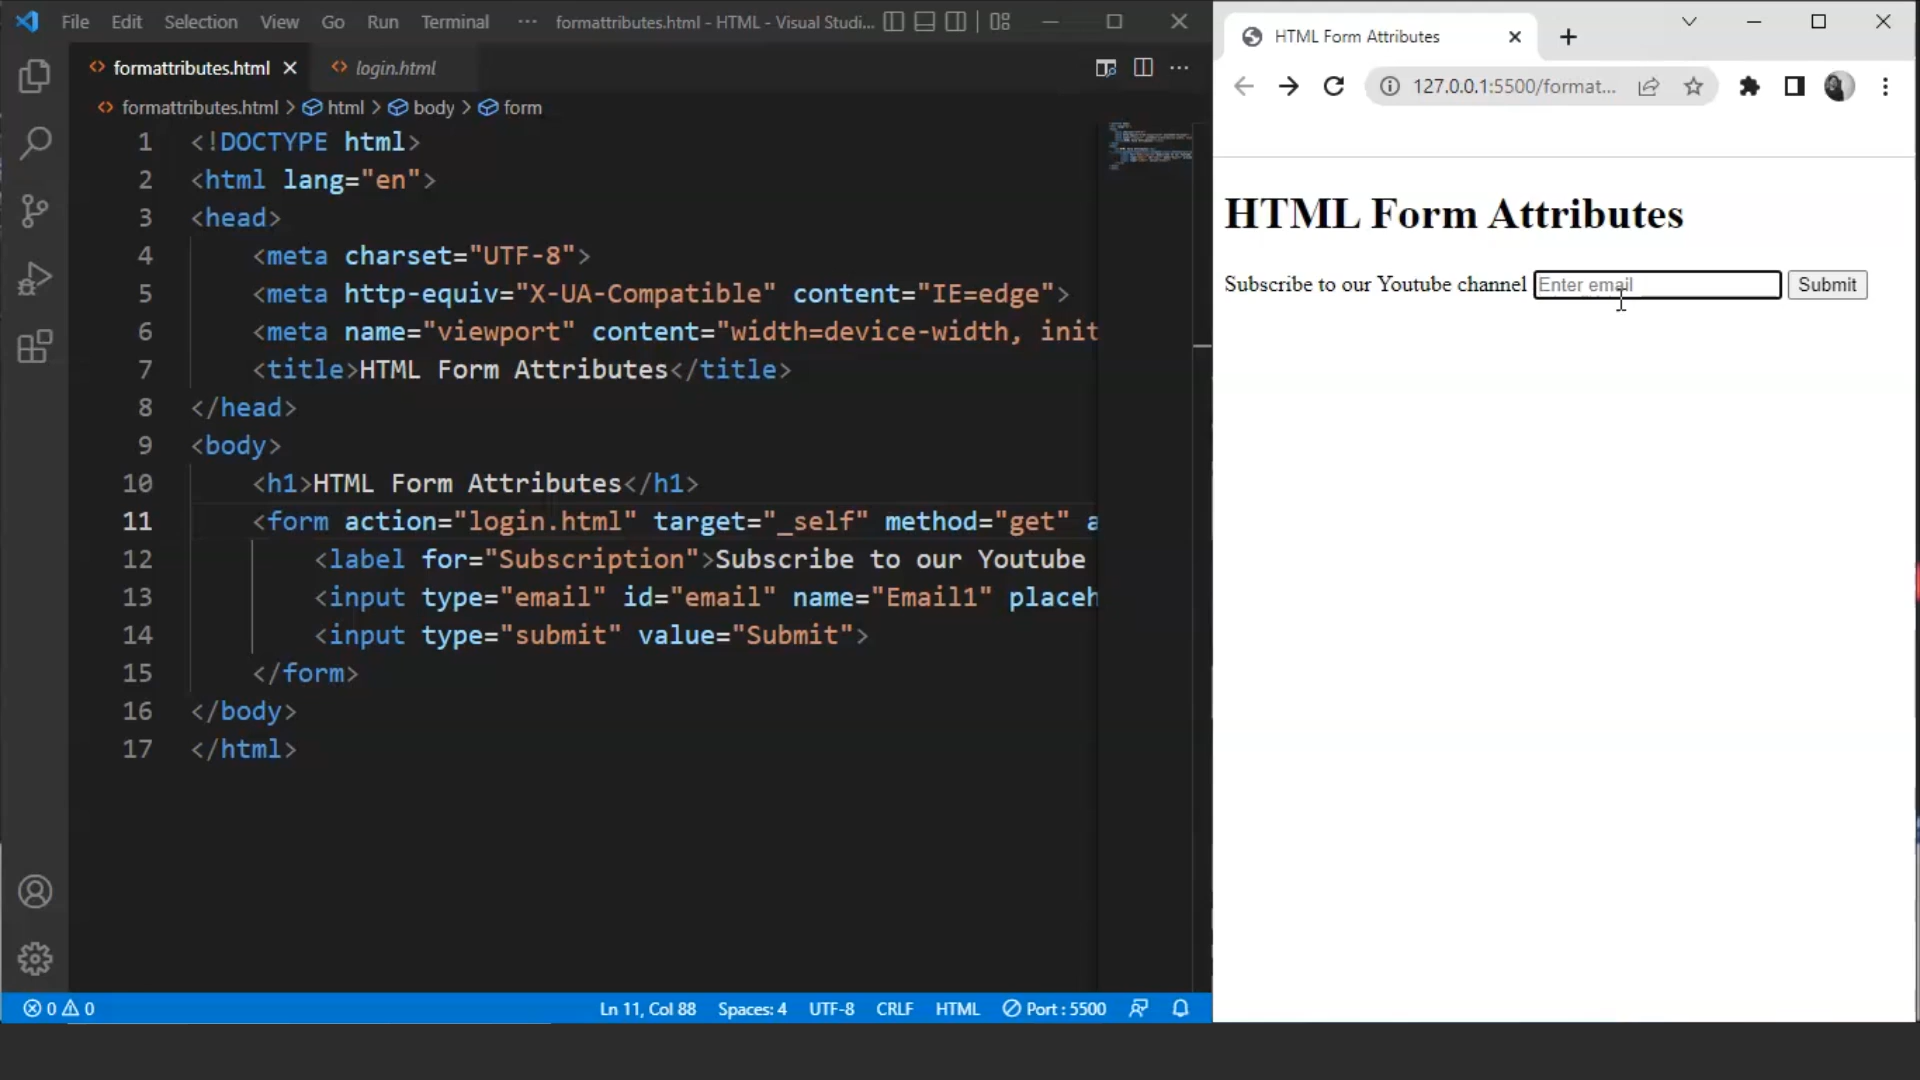 File Edit Selection View Go Run Terminal ··· formattributes.html - HTML - Visual Studi...
formattributes.html login.html
formattributes.html > html > body > form
1 <!DOCTYPE html>
2 <html lang="en">
3 <head>
4 <meta charset="UTF-8">
5 <meta http-equiv="X-UA-Compatible" content="IE=edge">
6 <meta name="viewport" content="width=device-width, init
7 <title>HTML Form Attributes</title>
8 </head>
9 <body>
10 <h1>HTML Form Attributes</h1>
11 <form action="login.html" target="_self" method="get" a
12 <label for="Subscription">Subscribe to our Youtube
13 <input type="email" id="email" name="Email1" placeh
14 <input type="submit" value="Submit">
15 </form>
16 </body>
17 </html>
0 0 Ln 11, Col 88 Spaces: 4 UTF-8 CRLF HTML Port : 5500
HTML Form Attributes
127.0.0.1:5500/format...
HTML Form Attributes
Subscribe to our Youtube channel Enter email Submit